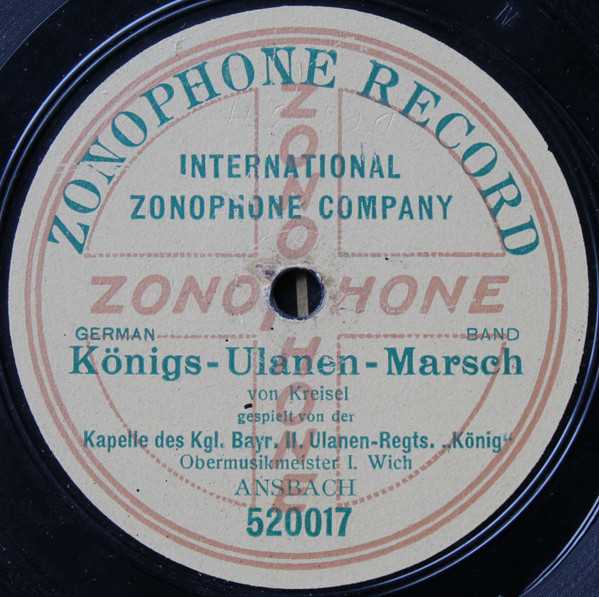 ZONOPHONE RECORD
ZONOPHONE
INTERNATIONAL
ZONOPHONE COMPANY
ZONOPHONE
GERMAN BAND
Königs-Ulanen-Marsch
von Kreisel
gespielt von der
Kapelle des Kgl. Bayr. II. Ulanen-Regts. „König“
Obermusikmeister I. Wich
ANSBACH
520017